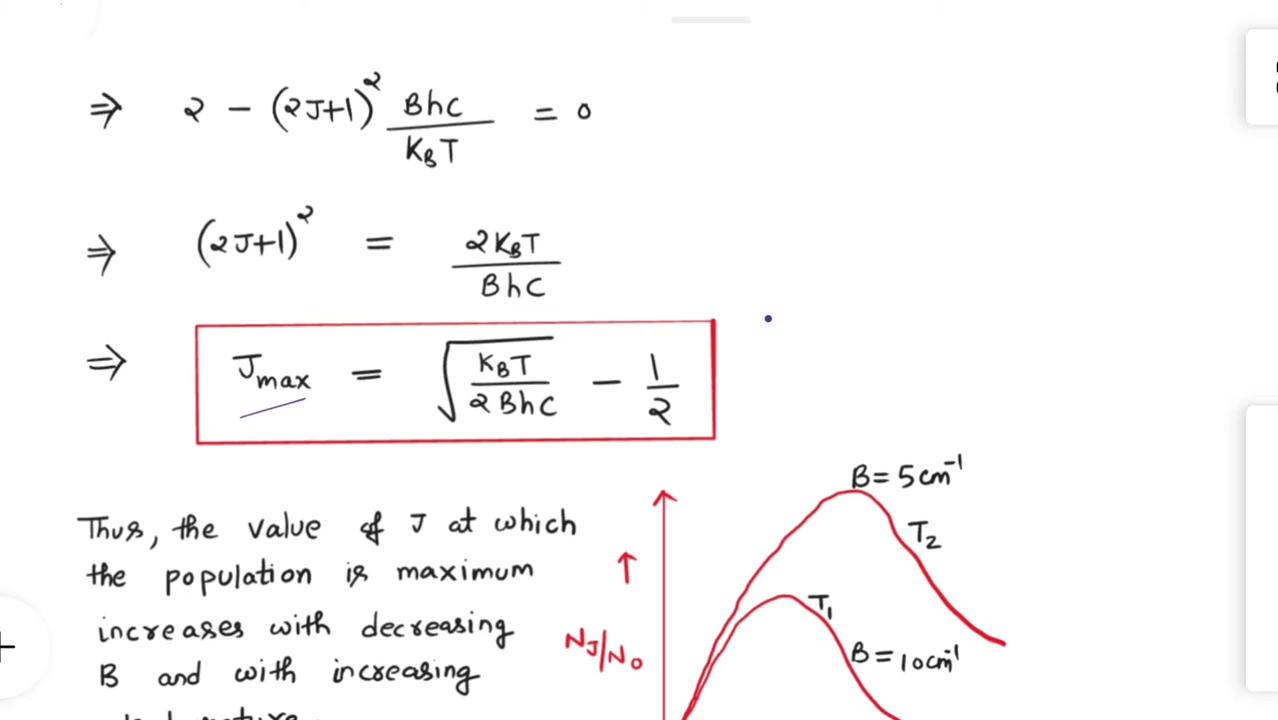 ⇒ 2 - (2J+1)² BhC/K_BT = 0
⇒ (2J+1)² = 2K_BT/BhC
⇒ J_max = √(K_BT/2BhC) - 1/2
Thus, the value of J at which
the population is maximum
increases with decreasing
B and with increasing
↑
N_J/N_0
B = 5cm⁻¹
T_2
T_1
B = 10cm⁻¹